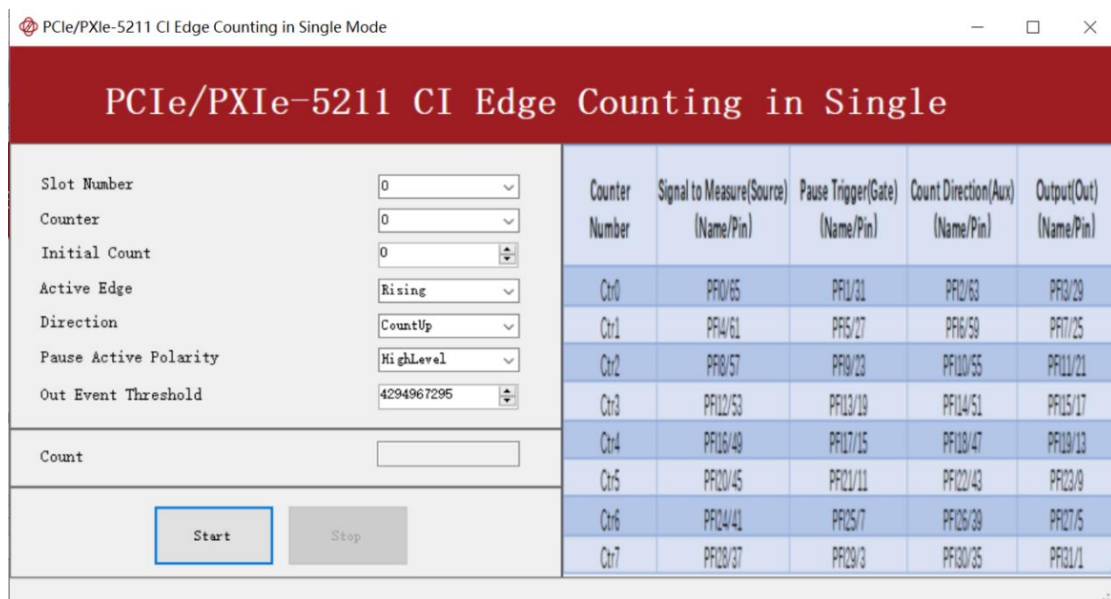 PCIe/PXIe-5211 CI Edge Counting in Single Mode
PCIe/PXIe-5211 CI Edge Counting in Single
Slot Number 0
Counter 0
Initial Count 0
Active Edge Rising
Direction CountUp
Pause Active Polarity HighLevel
Out Event Threshold 4294967295
Count
Start Stop
Counter Signal to Measure(Source) Pause Trigger(Gate) Count Direction(Aux) Output(Out)
Number (Name/Pin) (Name/Pin) (Name/Pin) (Name/Pin)
Ctr0 PFI0/65 PFI1/31 PFI2/63 PFI3/29
Ctr1 PFI4/61 PFI5/27 PFI6/59 PFI7/25
Ctr2 PFI8/57 PFI9/23 PFI10/55 PFI11/21
Ctr3 PFI12/53 PFI13/19 PFI14/51 PFI15/17
Ctr4 PFI16/49 PFI17/15 PFI18/47 PFI19/13
Ctr5 PFI20/45 PFI21/11 PFI22/43 PFI23/9
Ctr6 PFI24/41 PFI25/7 PFI26/39 PFI27/5
Ctr7 PFI28/37 PFI29/3 PFI30/35 PFI31/1